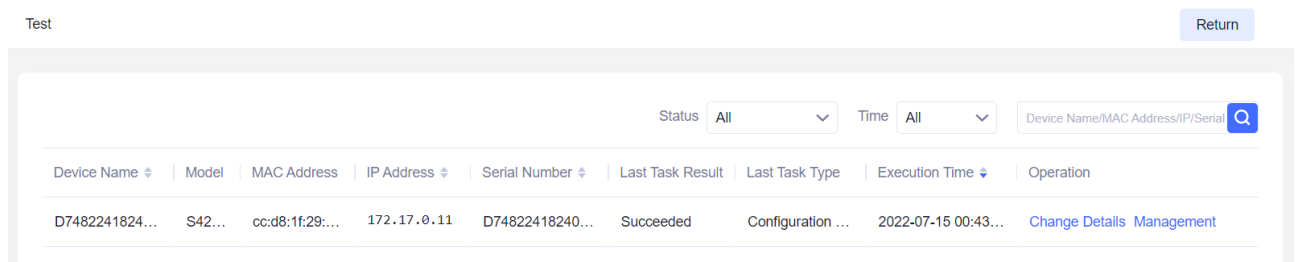 Test Return
Status All Time All Device Name/MAC Address/IP/Serial
Device Name Model MAC Address IP Address Serial Number Last Task Result Last Task Type Execution Time Operation
D7482241824... S42... cc:d8:1f:29:... 172.17.0.11 D74822418240... Succeeded Configuration ... 2022-07-15 00:43... Change Details Management